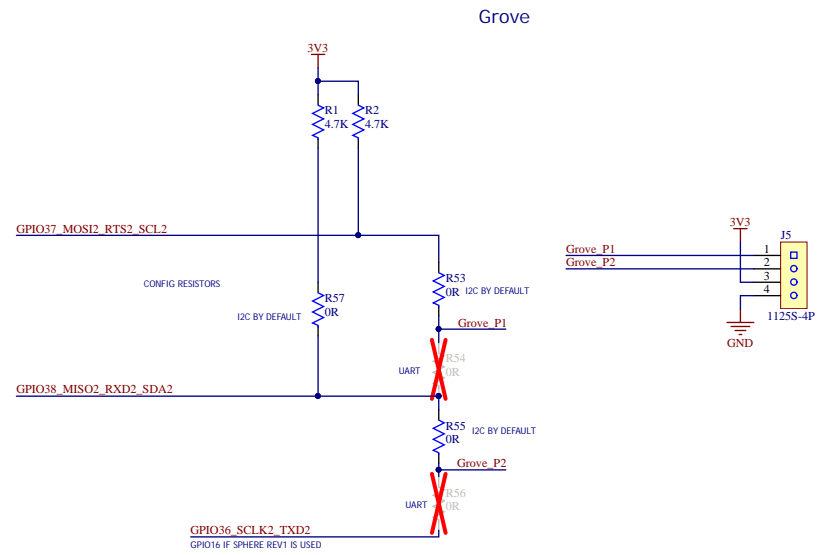 Grove
3V3
R1
4.7K
R2
4.7K
GPIO37_MOSI2_RTS2_SCL2
3V3
J5
Grove_P1
1
Grove_P2
2
3
4
1125S-4P
GND
CONFIG RESISTORS
R53
0R
I2C BY DEFAULT
R57
0R
I2C BY DEFAULT
Grove_P1
R54
0R
UART
GPIO38_MISO2_RXD2_SDA2
R55
0R
I2C BY DEFAULT
Grove_P2
R56
0R
UART
GPIO36_SCLK2_TXD2
GPIO16 IF SPHERE REV1 IS USED